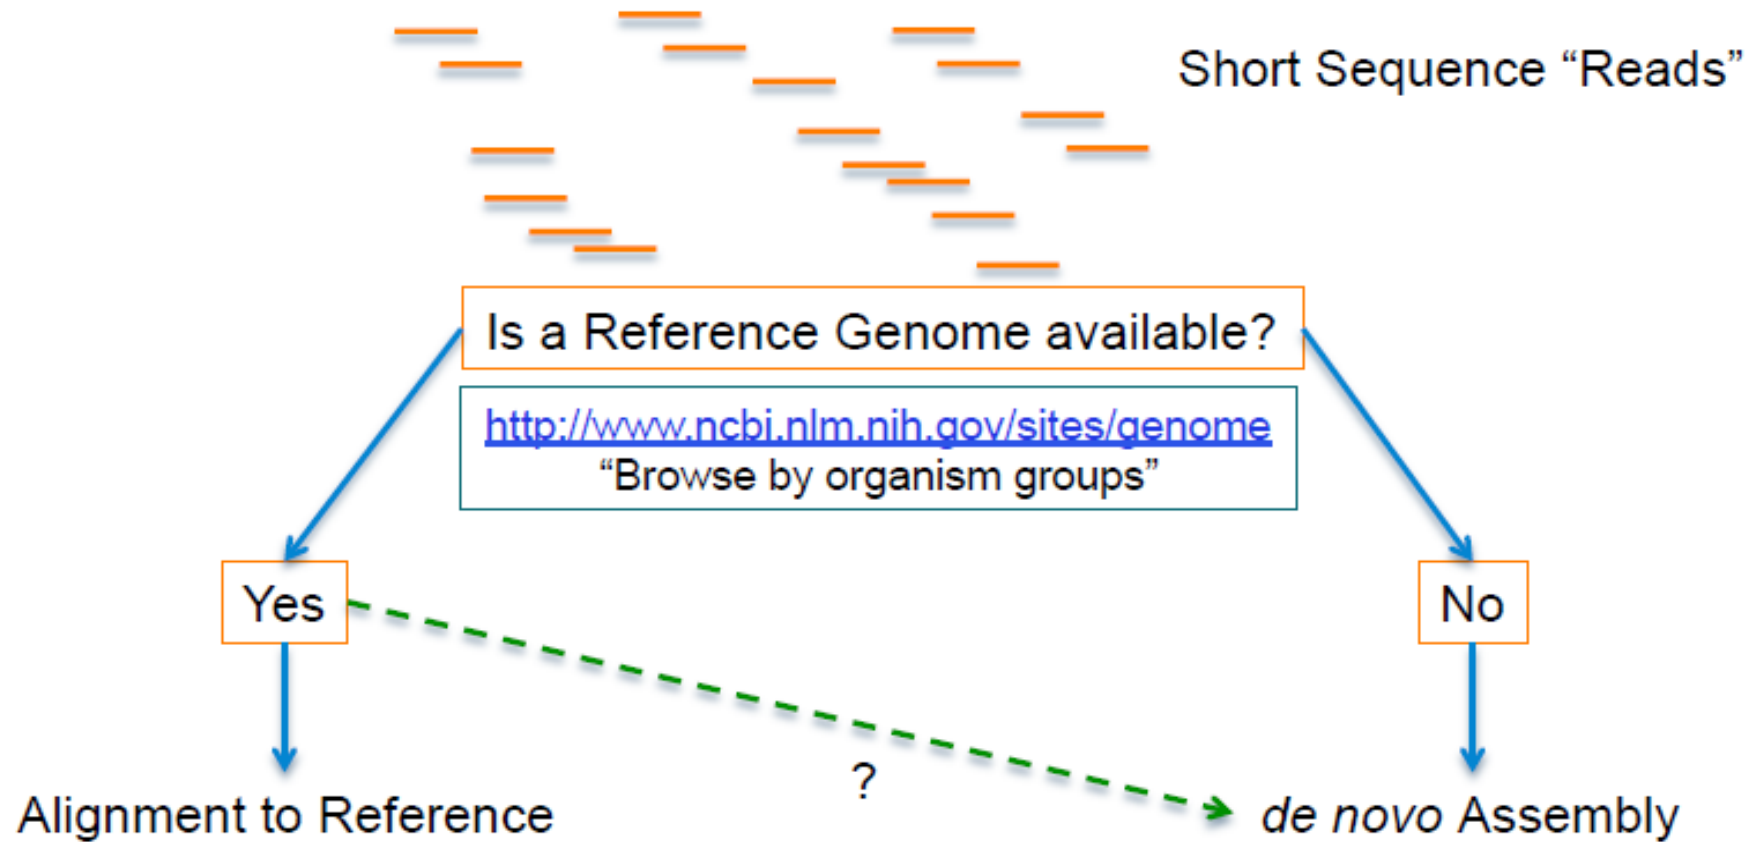 Short Sequence “Reads”
Is a Reference Genome available?
http://www.ncbi.nlm.nih.gov/sites/genome
“Browse by organism groups”
Yes
No
?
Alignment to Reference
de novo Assembly